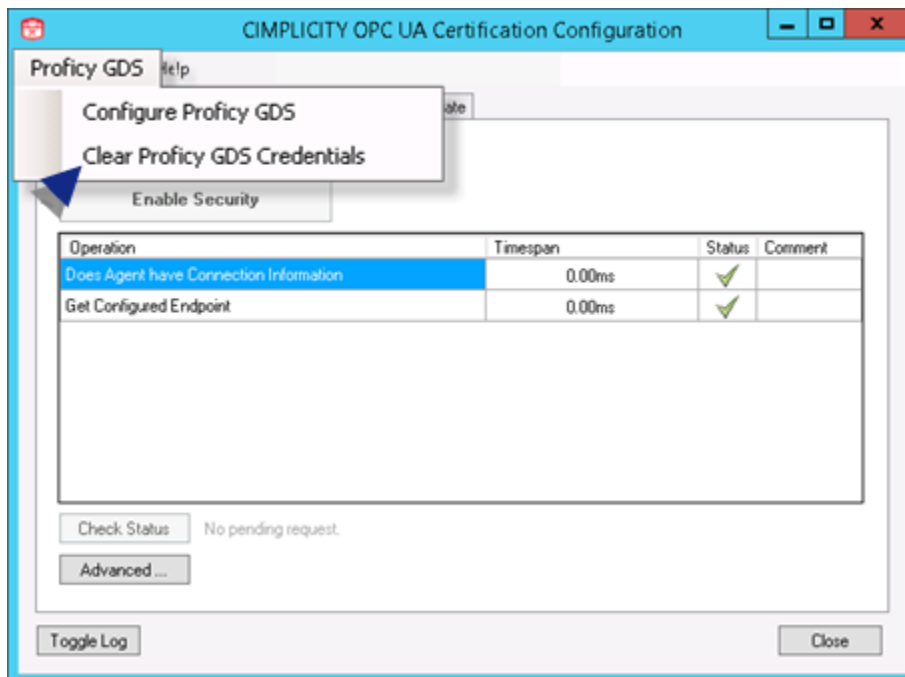 CIMPLICITY OPC UA Certification Configuration
Proficy GDS Help
Configure Proficy GDS
Clear Proficy GDS Credentials
Enable Security
Operation Timespan Status Comment
Does Agent have Connection Information 0.00ms
Get Configured Endpoint 0.00ms
Check Status No pending request.
Advanced ...
Toggle Log Close